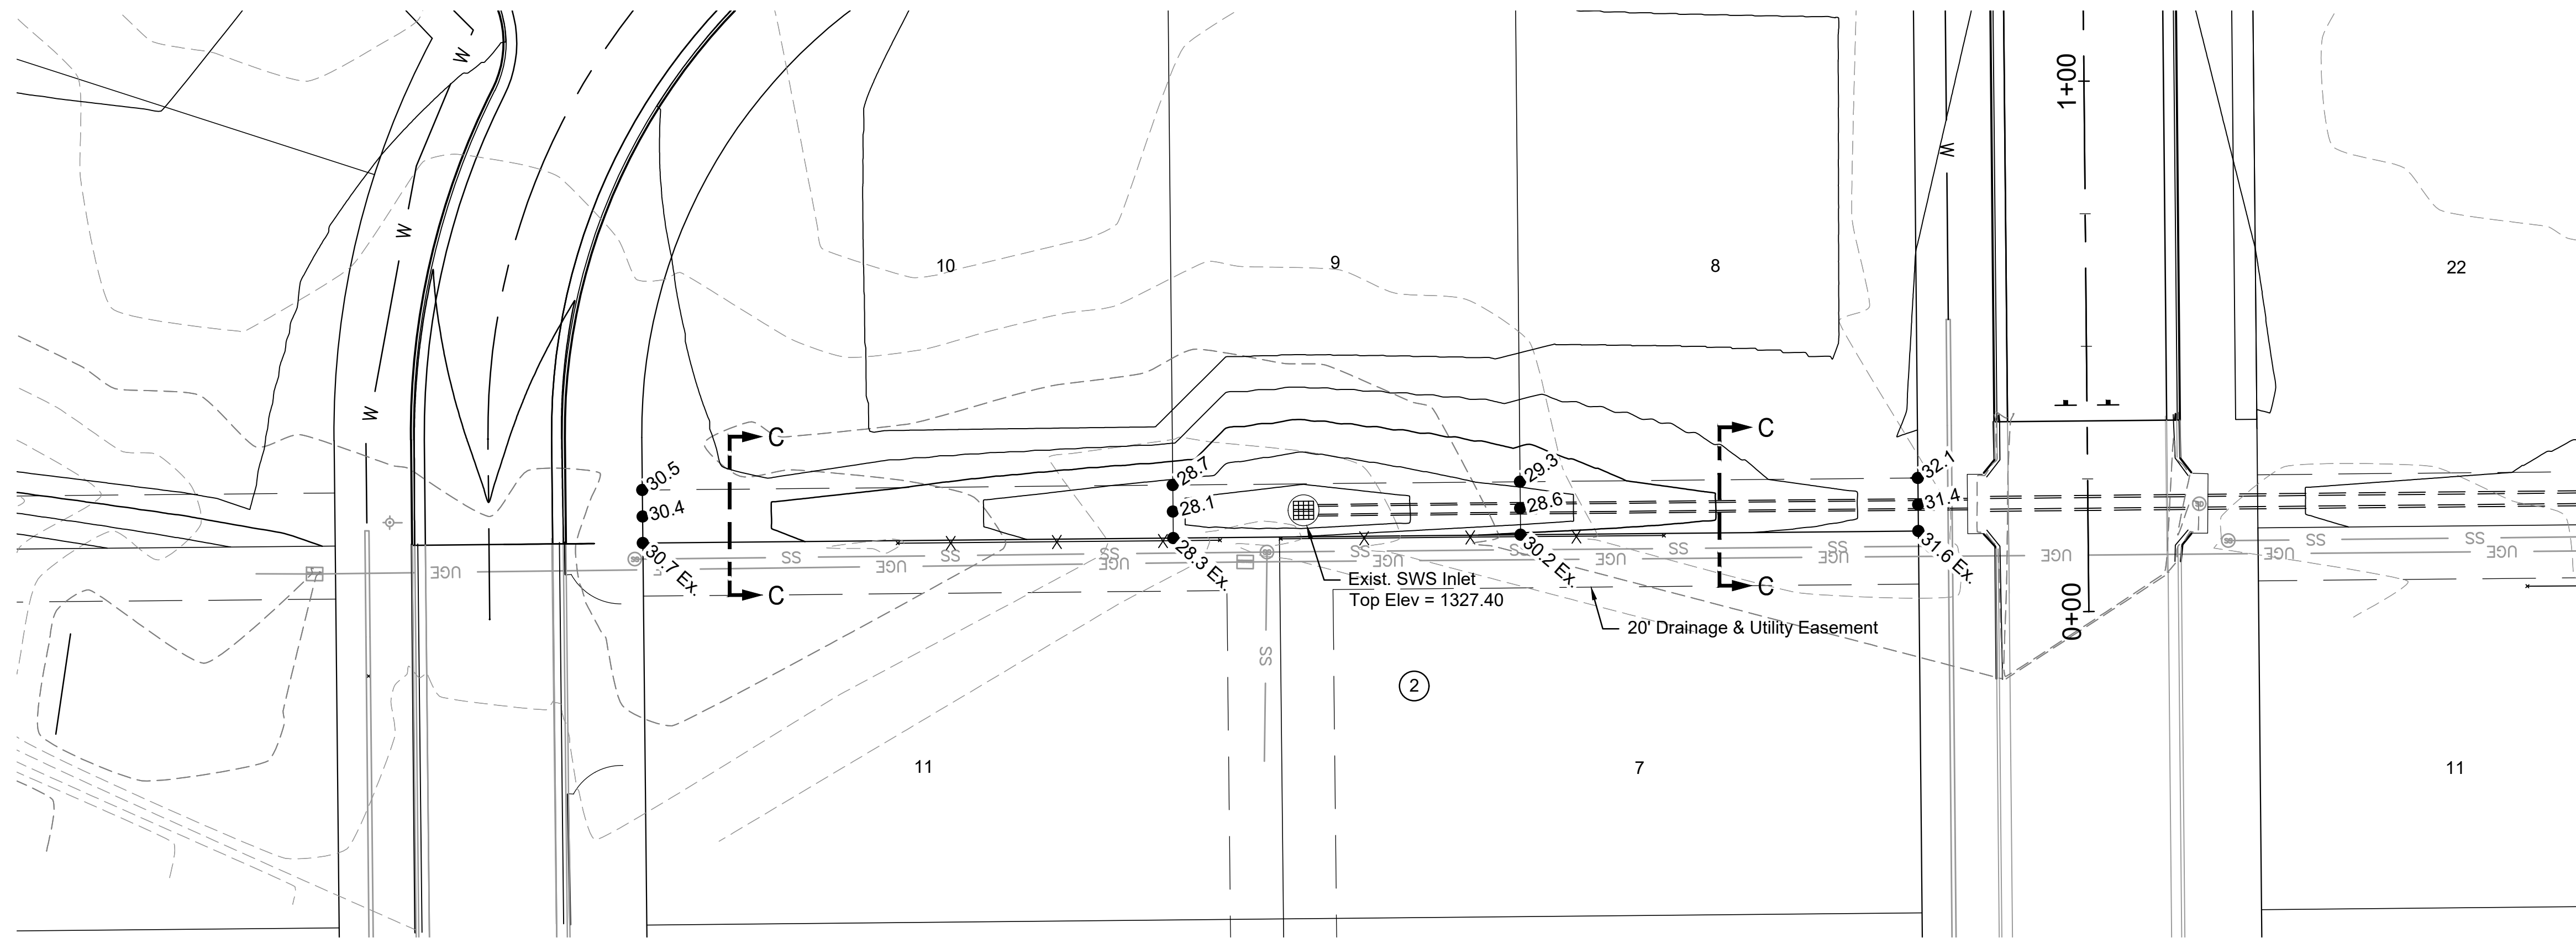 W
1+00
W
W
10
9
8
22
W
C
C
30.5
28.7
29.3
32.1
30.4
28.1
28.6
31.4
30.7 Ex.
28.3 Ex.
30.2 Ex.
31.6 Ex.
SS
SS
SS
SS
SS
SS
SS
SS
SS
UGE
UGE
UGE
UGE
UGE
UGE
UGE
UGE
UGE
C
C
Exist. SWS Inlet
Top Elev = 1327.40
0+00
20' Drainage & Utility Easement
SS
2
11
7
11